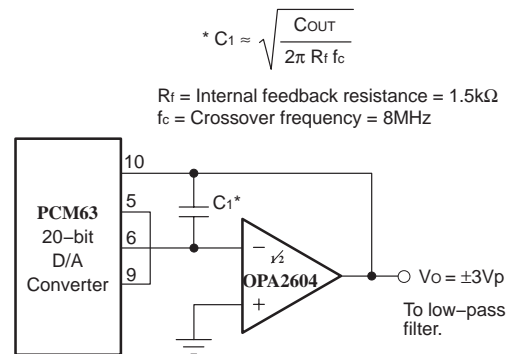 * C1 ≈ √ COUT
2π Rf fc
Rf = Internal feedback resistance = 1.5kΩ
fc = Crossover frequency = 8MHz
10
PCM63
20−bit
D/A
Converter
5
6
9
C1*
−
1/2
OPA2604
+
VO = ±3Vp
To low−pass
filter.